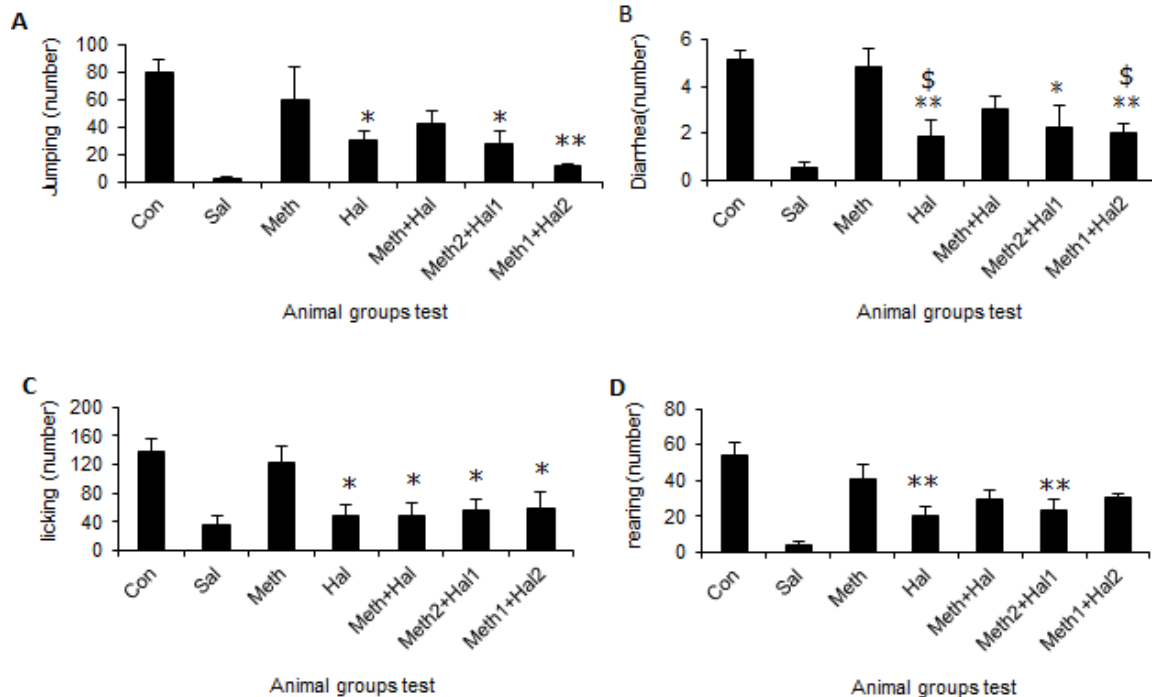 A
Jumping (number)
100
80
60
40
20
0
*
*
**
Con
Sal
Meth
Hal
Meth+Hal
Meth2+Hal1
Meth1+Hal2
Animal groups test
B
Diarrhea(number)
6
4
2
0
$
**
*
$
**
Con
Sal
Meth
Hal
Meth+Hal
Meth2+Hal1
Meth1+Hal2
Animal groups test
C
licking (number)
200
160
120
80
40
0
*
*
*
*
Con
Sal
Meth
Hal
Meth+Hal
Meth2+Hal1
Meth1+Hal2
Animal groups test
D
rearing (number)
80
60
40
20
0
**
**
Con
Sal
Meth
Hal
Meth+Hal
Meth2+Hal1
Meth1+Hal2
Animal groups test